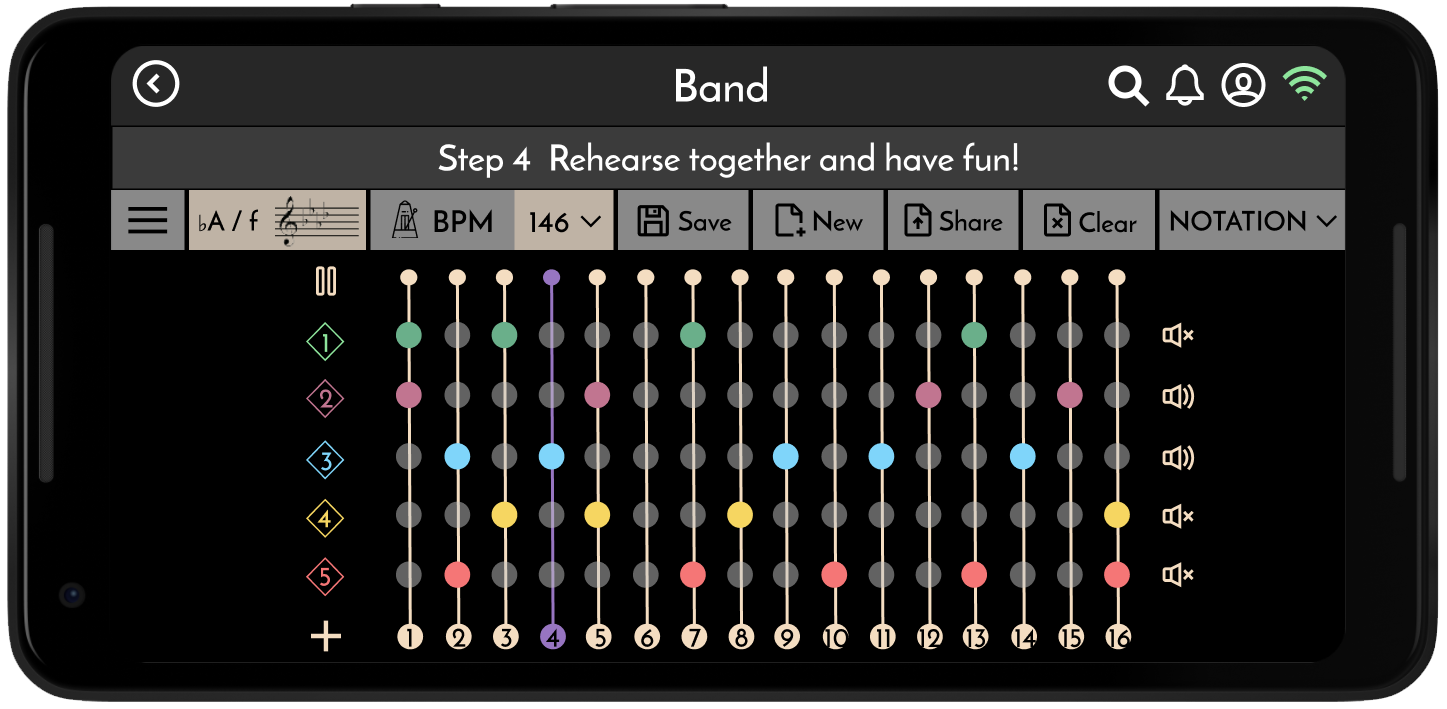 Band
Step 4 Rehearse together and have fun!
♭A / f BPM 146 Save New Share Clear NOTATION
1
2
3
4
5
1 2 3 4 5 6 7 8 9 10 11 12 13 14 15 16